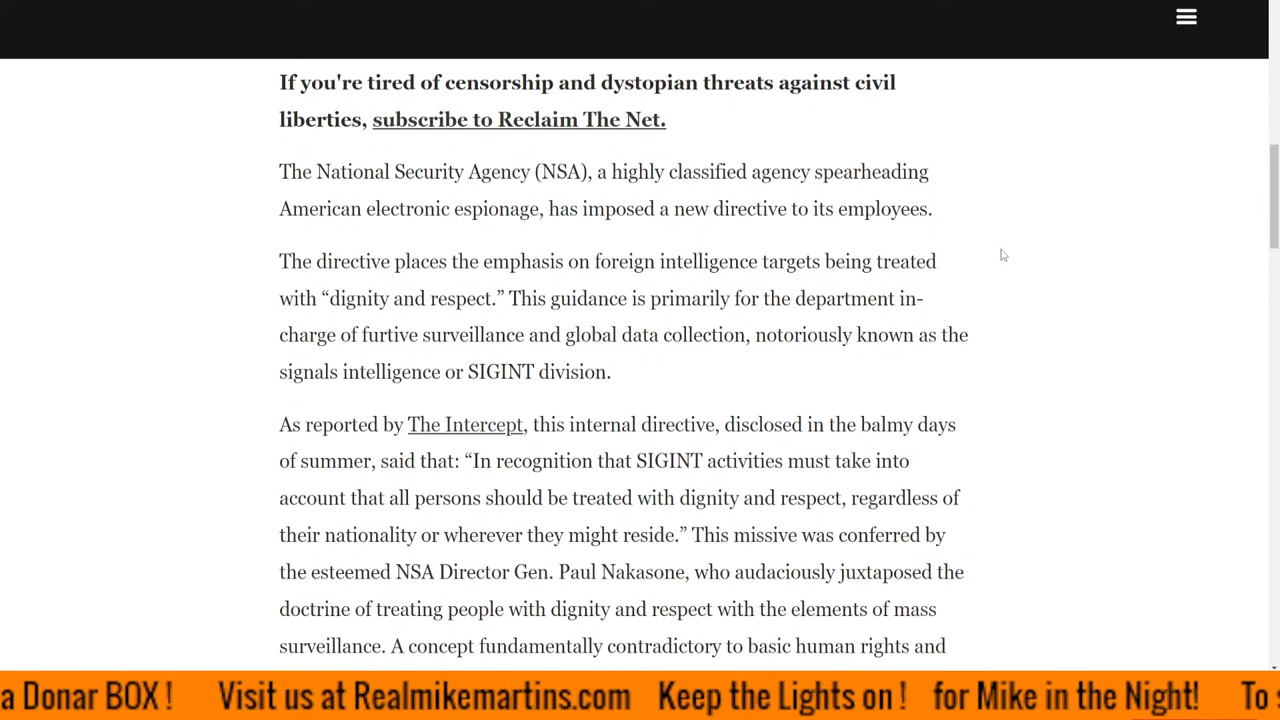 If you're tired of censorship and dystopian threats against civil
liberties, subscribe to Reclaim The Net.
The National Security Agency (NSA), a highly classified agency spearheading
American electronic espionage, has imposed a new directive to its employees.
The directive places the emphasis on foreign intelligence targets being treated
with “dignity and respect.” This guidance is primarily for the department in-
charge of furtive surveillance and global data collection, notoriously known as the
signals intelligence or SIGINT division.
As reported by The Intercept, this internal directive, disclosed in the balmy days
of summer, said that: “In recognition that SIGINT activities must take into
account that all persons should be treated with dignity and respect, regardless of
their nationality or wherever they might reside.” This missive was conferred by
the esteemed NSA Director Gen. Paul Nakasone, who audaciously juxtaposed the
doctrine of treating people with dignity and respect with the elements of mass
surveillance. A concept fundamentally contradictory to basic human rights and
a Donar BOX ! Visit us at Realmikemartins.com Keep the Lights on ! for Mike in the Night! To